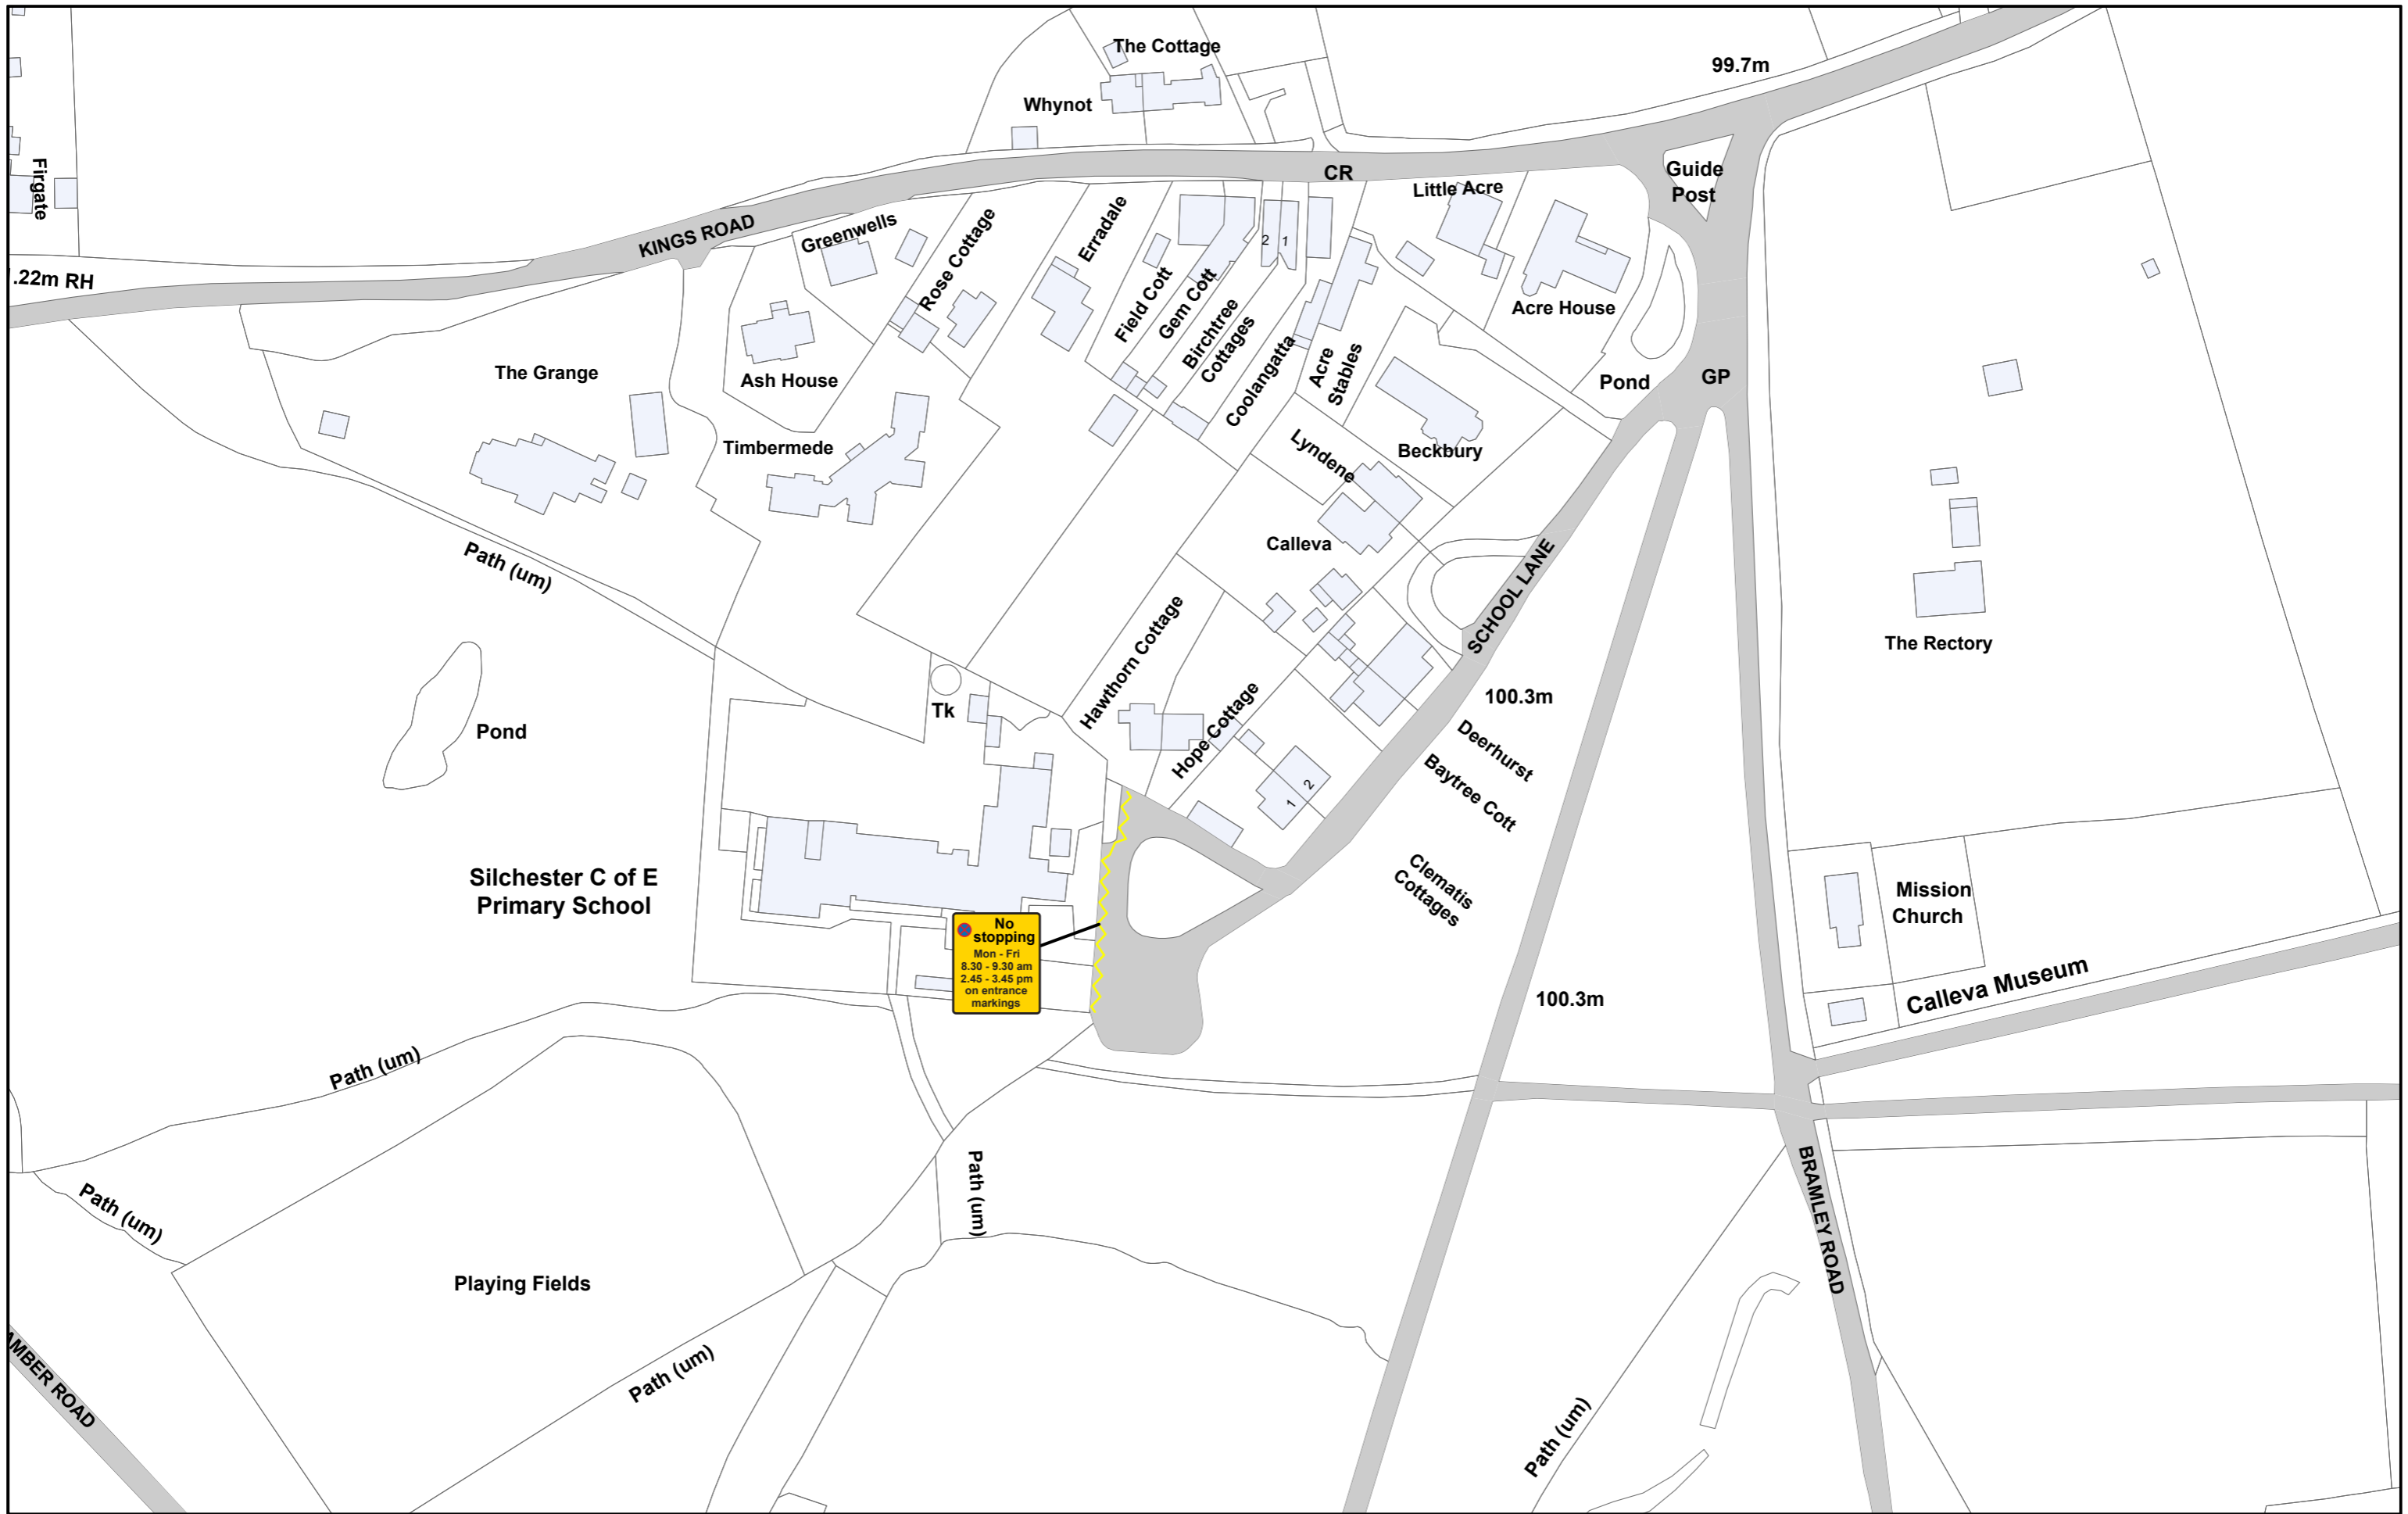 The Cottage
99.7m
Whynot
Firgate
CR
Guide
Post
Little Acre
KINGS ROAD
Greenwells
Rose Cottage
Erradale
2
1
.22m RH
Field Cott
Gem Cott
Birchtree
Cottages
Coolangatta
Acre
Stables
Acre House
The Grange
Ash House
Pond
GP
Timbermede
Lyndene
Beckbury
Path (um)
Calleva
SCHOOL LANE
The Rectory
Hawthorn Cottage
Hope Cottage
Tk
100.3m
Pond
Deerhurst
Baytree Cott
2
1
Clematis
Cottages
Silchester C of E
Primary School
Mission
Church
No
stopping
Mon - Fri
8.30 - 9.30 am
2.45 - 3.45 pm
on entrance
markings
Calleva Museum
100.3m
Path (um)
Path (um)
Path (um)
BRAMLEY ROAD
Playing Fields
Path (um)
Path (um)
AMBER ROAD